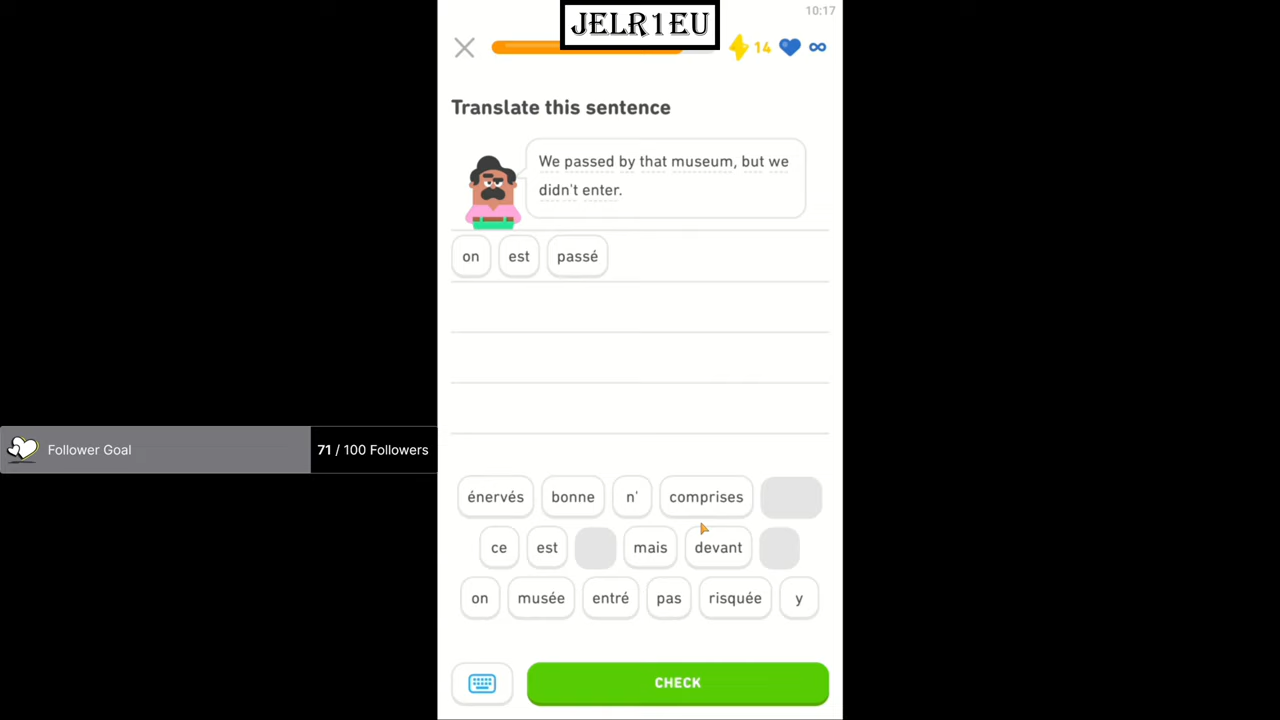 10:17
JELR1EU
14 ∞
Translate this sentence
We passed by that museum, but we
didn't enter.
on est passé
Follower Goal 71 / 100 Followers
énervés bonne n' comprises
ce est mais devant
on musée entré pas risquée y
CHECK